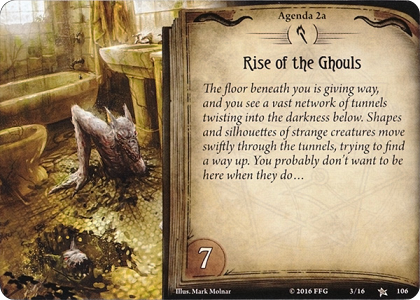 Agenda 2a
Rise of the Ghouls
The floor beneath you is giving way,
and you see a vast network of tunnels
twisting into the darkness below. Shapes
and silhouettes of strange creatures move
swiftly through the tunnels, trying to find
a way up. You probably don't want to be
here when they do…
7
Illus. Mark Molnar
© 2016 FFG
3/16
106